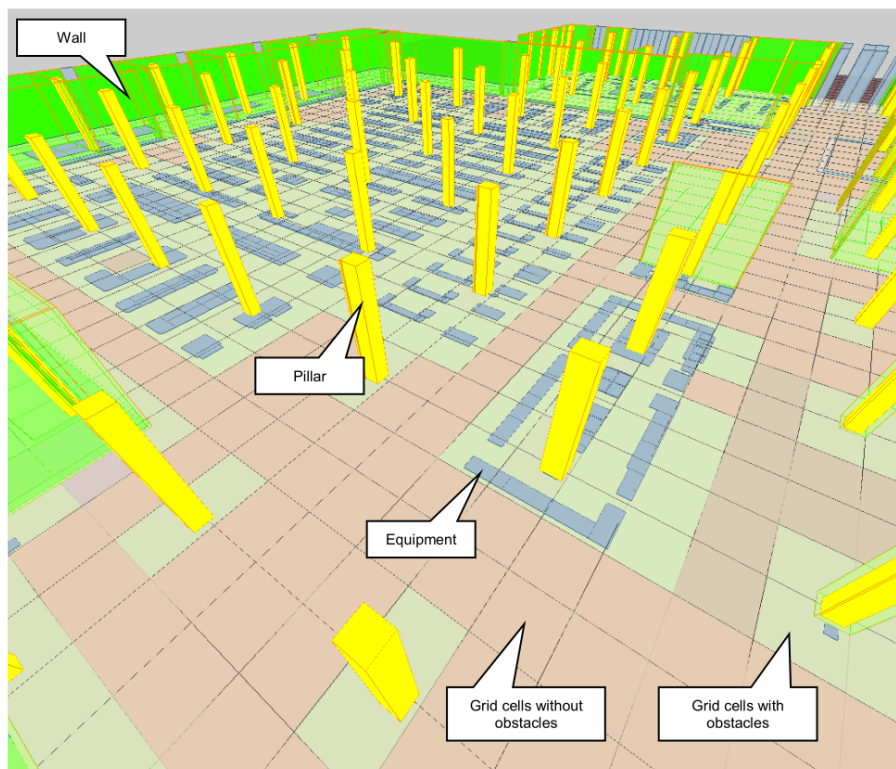 Wall
Pillar
Equipment
Grid cells without
obstacles
Grid cells with
obstacles